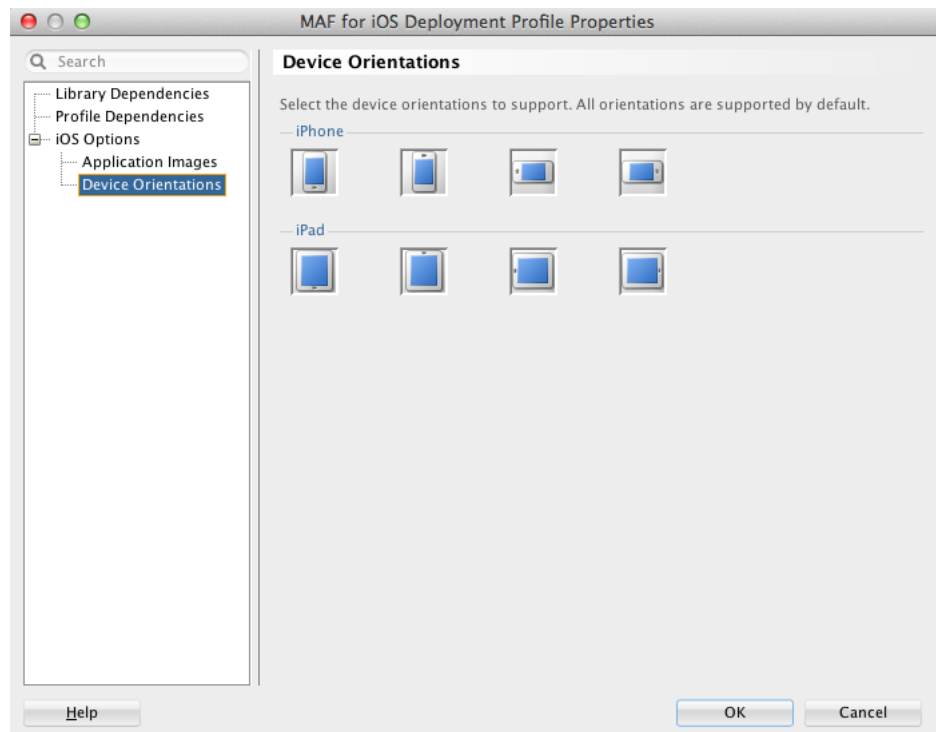 MAF for iOS Deployment Profile Properties
Search
Library Dependencies
Profile Dependencies
iOS Options
Application Images
Device Orientations
Device Orientations
Select the device orientations to support. All orientations are supported by default.
iPhone
iPad
Help
OK
Cancel